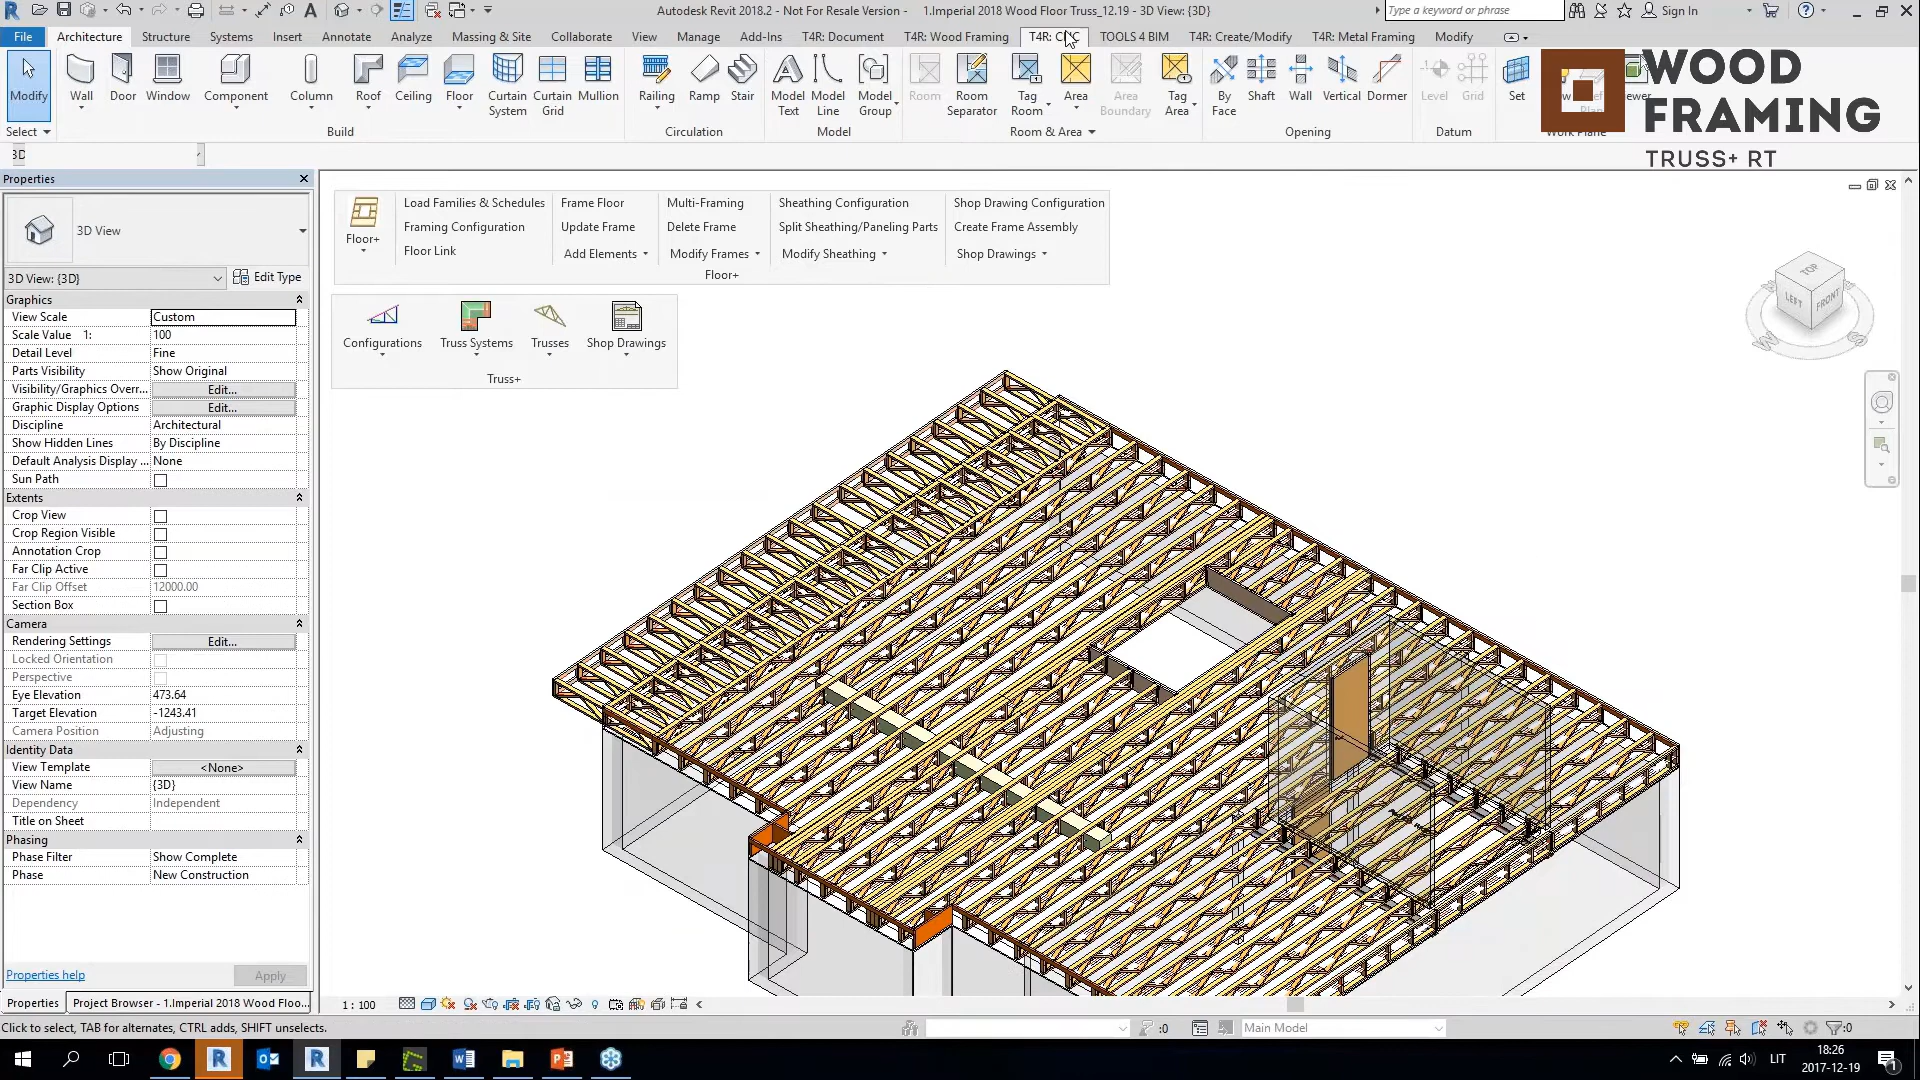 Autodesk Revit 2018.2 - Not For Resale Version - 1.Imperial 2018 Wood Floor Truss_12.19 - 3D View: {3D}
Type a keyword or phrase
Sign In
File Architecture Structure Systems Insert Annotate Analyze Massing & Site Collaborate View Manage Add-Ins T4R: Document T4R: Wood Framing T4R: TOOLS 4 BIM T4R: Create/Modify T4R: Metal Framing Modify
Modify Wall Door Window Component Column Roof Ceiling Floor Curtain System Curtain Grid Mullion Railing Ramp Stair Model Text Model Line Model Group Room Room Separator Tag Room Area Area Boundary Tag Area By Face Shaft Wall Vertical Dormer Level Grid Set
Select Build Circulation Model Room & Area Opening Datum
WOOD
FRAMING
TRUSS+ RT
3D
Properties
3D View
3D View: {3D} Edit Type
Graphics
View Scale Custom
Scale Value 1: 100
Detail Level Fine
Parts Visibility Show Original
Visibility/Graphics Overr... Edit...
Graphic Display Options Edit...
Discipline Architectural
Show Hidden Lines By Discipline
Default Analysis Display ... None
Sun Path
Extents
Crop View
Crop Region Visible
Annotation Crop
Far Clip Active
Far Clip Offset 12000.00
Section Box
Camera
Rendering Settings Edit...
Locked Orientation
Perspective
Eye Elevation 473.64
Target Elevation -1243.41
Camera Position Adjusting
Identity Data
View Template <None>
View Name {3D}
Dependency Independent
Title on Sheet
Phasing
Phase Filter Show Complete
Phase New Construction
Properties help Apply
Properties Project Browser - 1.Imperial 2018 Wood Floo...
Floor+
Load Families & Schedules Frame Floor Multi-Framing Sheathing Configuration Shop Drawing Configuration
Framing Configuration Update Frame Delete Frame Split Sheathing/Paneling Parts Create Frame Assembly
Floor Link Add Elements Modify Frames Modify Sheathing Shop Drawings
Floor+
Configurations Truss Systems Trusses Shop Drawings
Truss+
TOP
LEFT FRONT
W S
1 : 100
Click to select, TAB for alternates, CTRL adds, SHIFT unselects.
:0
Main Model
:0
LIT
18:26
2017-12-19